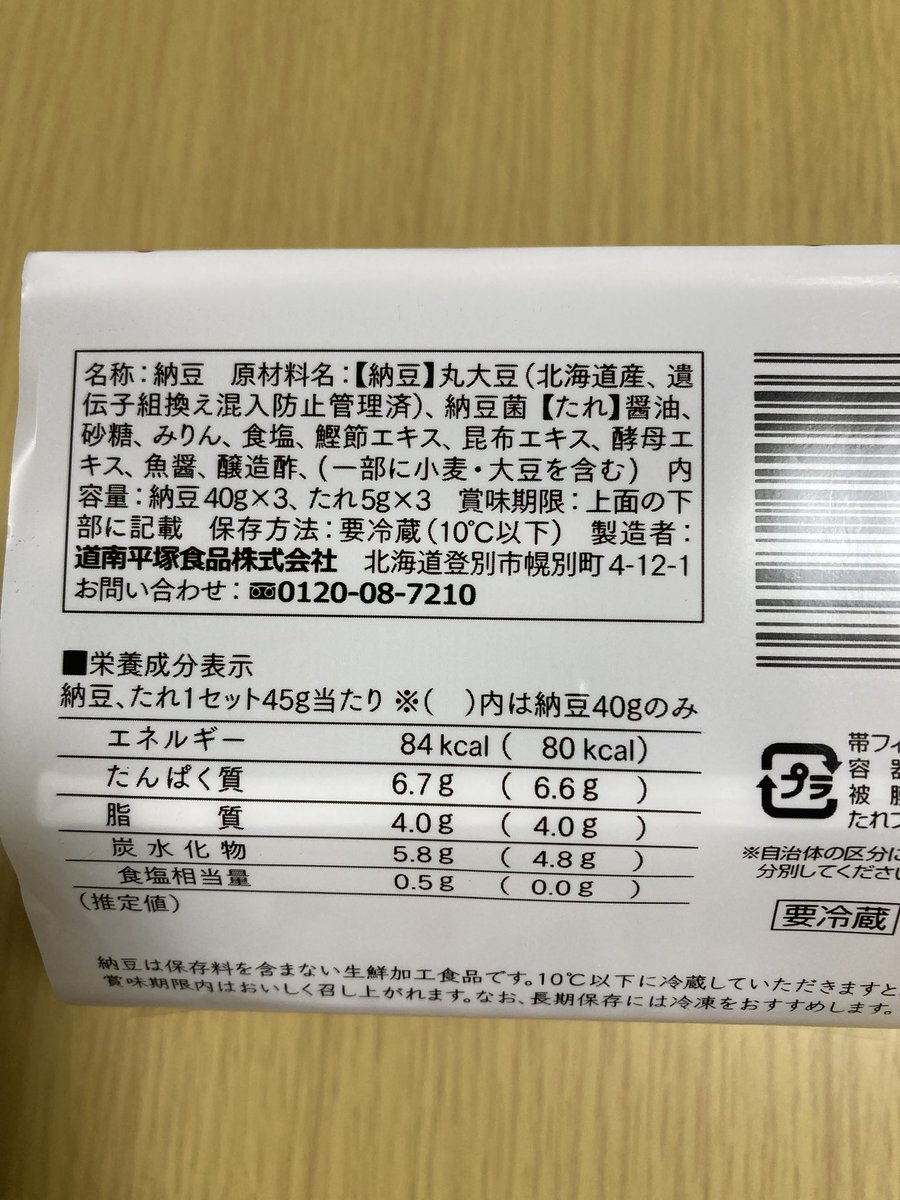 名称：納豆　原材料名：【納豆】丸大豆（北海道産、遺
伝子組換え混入防止管理済）、納豆菌【たれ】醤油、
砂糖、みりん、食塩、鰹節エキス、昆布エキス、酵母エ
キス、魚醤、醸造酢、（一部に小麦・大豆を含む）　内
容量：納豆40g×3、たれ5g×3　賞味期限：上面の下
部に記載　保存方法：要冷蔵（10℃以下）　製造者：
道南平塚食品株式会社　北海道登別市幌別町4-12-1
お問い合わせ：0120-08-7210
■栄養成分表示
納豆、たれ1セット45g当たり ※(　)内は納豆40gのみ
エネルギー　84kcal（　80kcal）
たんぱく質　6.7g　（　6.6g　）
脂　質　4.0g　（　4.0g　）
炭水化物　5.8g　（　4.8g　）
食塩相当量　0.5g　（　0.0g　）
（推定値）
納豆は保存料を含まない生鮮加工食品です。10℃以下に冷蔵していただきますと、
賞味期限内はおいしく召し上がれます。なお、長期保存には冷凍をおすすめします。
プラ
帯フィ
容器
被膜
たれフ
※自治体の区分に
分別してくださ
要冷蔵